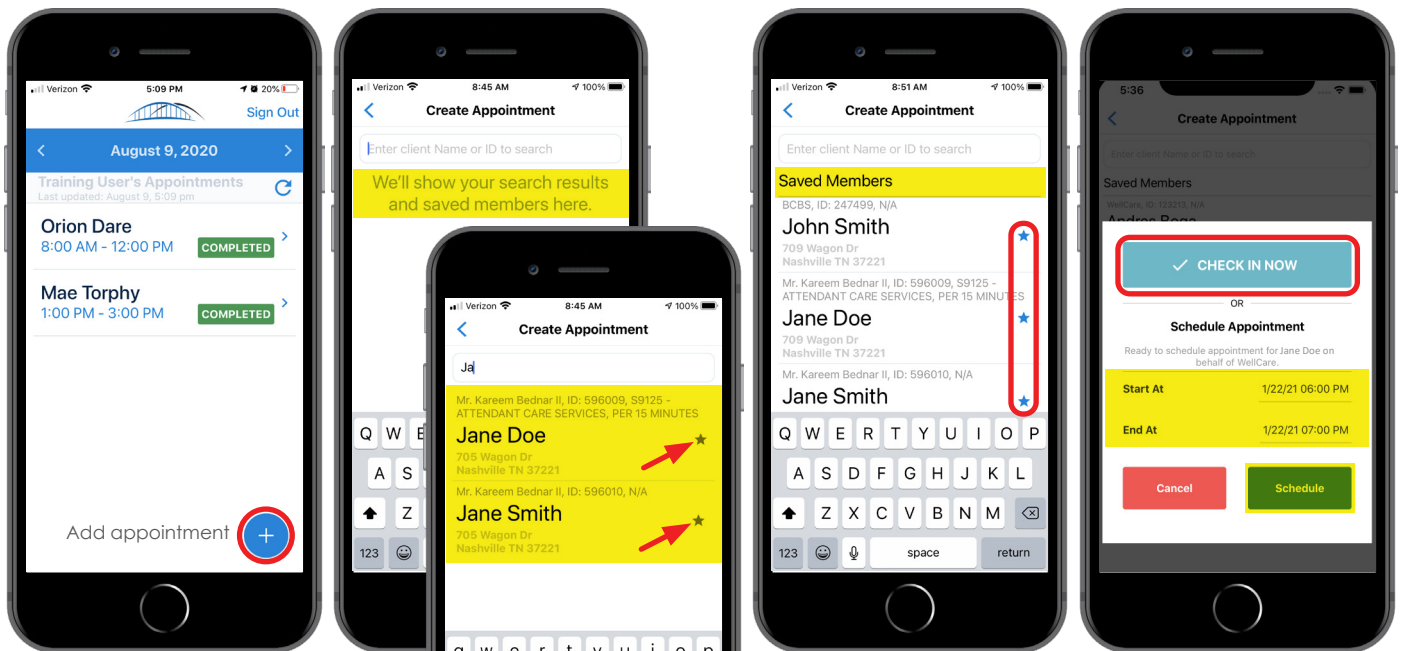 Verizon 5:09 PM 20%
Sign Out
August 9, 2020
Training User's Appointments
Last updated: August 9, 5:09 pm
Orion Dare
8:00 AM - 12:00 PM COMPLETED
Mae Torphy
1:00 PM - 3:00 PM COMPLETED
Add appointment +
Verizon 8:45 AM 100%
Create Appointment
Enter client Name or ID to search
We'll show your search results
and saved members here.
Q W E
A S
Z
123
Verizon 8:45 AM 100%
Create Appointment
Ja
Mr. Kareem Bednar II, ID: 596009, S9125 -
ATTENDANT CARE SERVICES, PER 15 MINUTES
Jane Doe
705 Wagon Dr
Nashville TN 37221
Mr. Kareem Bednar II, ID: 596010, N/A
Jane Smith
705 Wagon Dr
Nashville TN 37221
q w e r t y u i o p
Verizon 8:51 AM 100%
Create Appointment
Enter client Name or ID to search
Saved Members
BCBS, ID: 247499, N/A
John Smith
709 Wagon Dr
Nashville TN 37221
Mr. Kareem Bednar II, ID: 596009, S9125 -
ATTENDANT CARE SERVICES, PER 15 MINUTES
Jane Doe
709 Wagon Dr
Nashville TN 37221
Mr. Kareem Bednar II, ID: 596010, N/A
Jane Smith
Q W E R T Y U I O P
A S D F G H J K L
Z X C V B N M
123 space return
5:36
Create Appointment
Enter client Name or ID to search
Saved Members
WellCare, ID: 123213, N/A
Andres Boga
CHECK IN NOW
OR
Schedule Appointment
Ready to schedule appointment for Jane Doe on
behalf of WellCare.
Start At 1/22/21 06:00 PM
End At 1/22/21 07:00 PM
Cancel Schedule